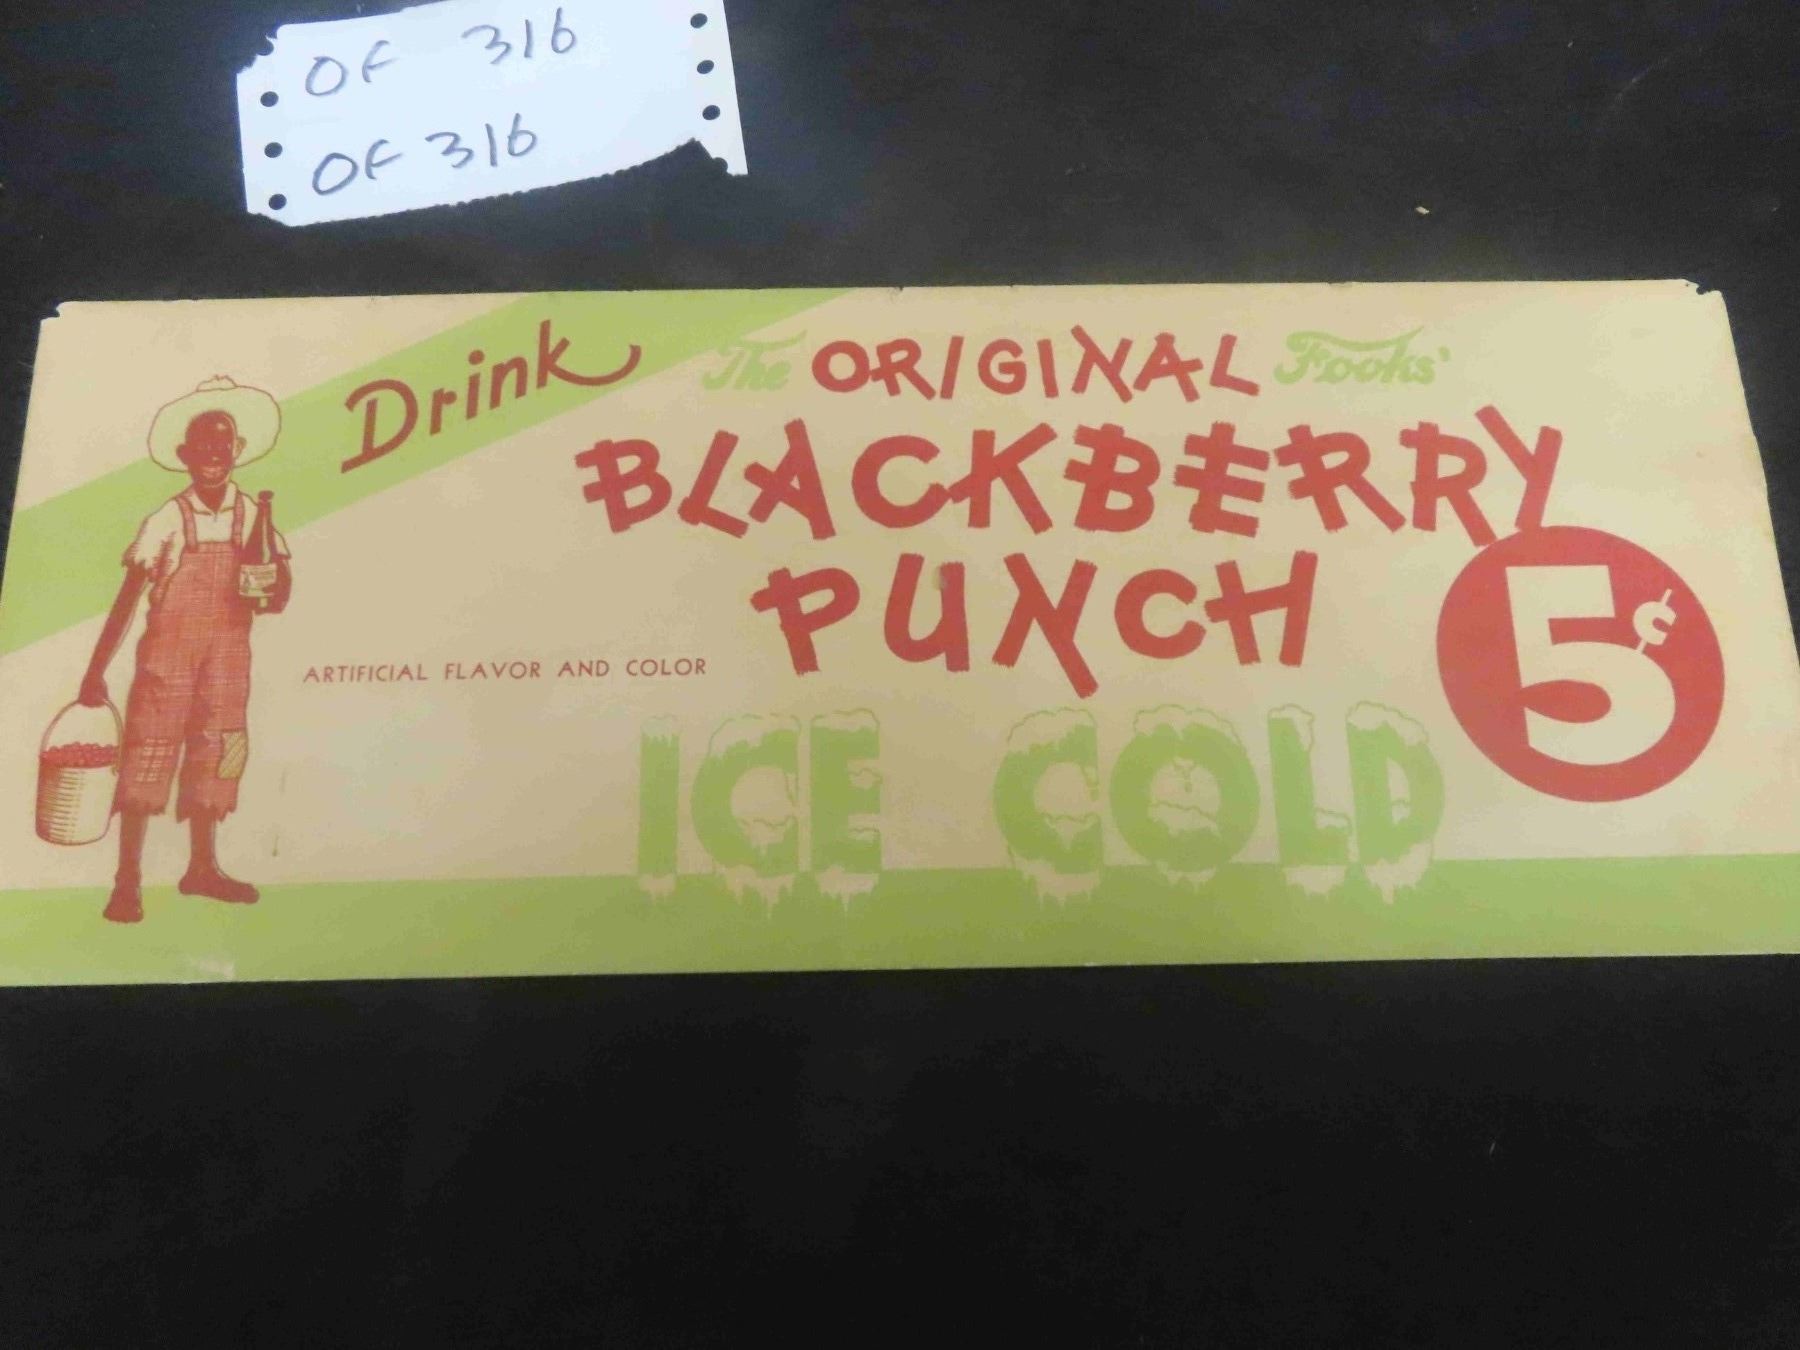 OF 316
OF 316
Drink
The ORIGINAL Fooks'
BLACKBERRY
PUNCH
5¢
ARTIFICIAL FLAVOR AND COLOR
ICE COLD